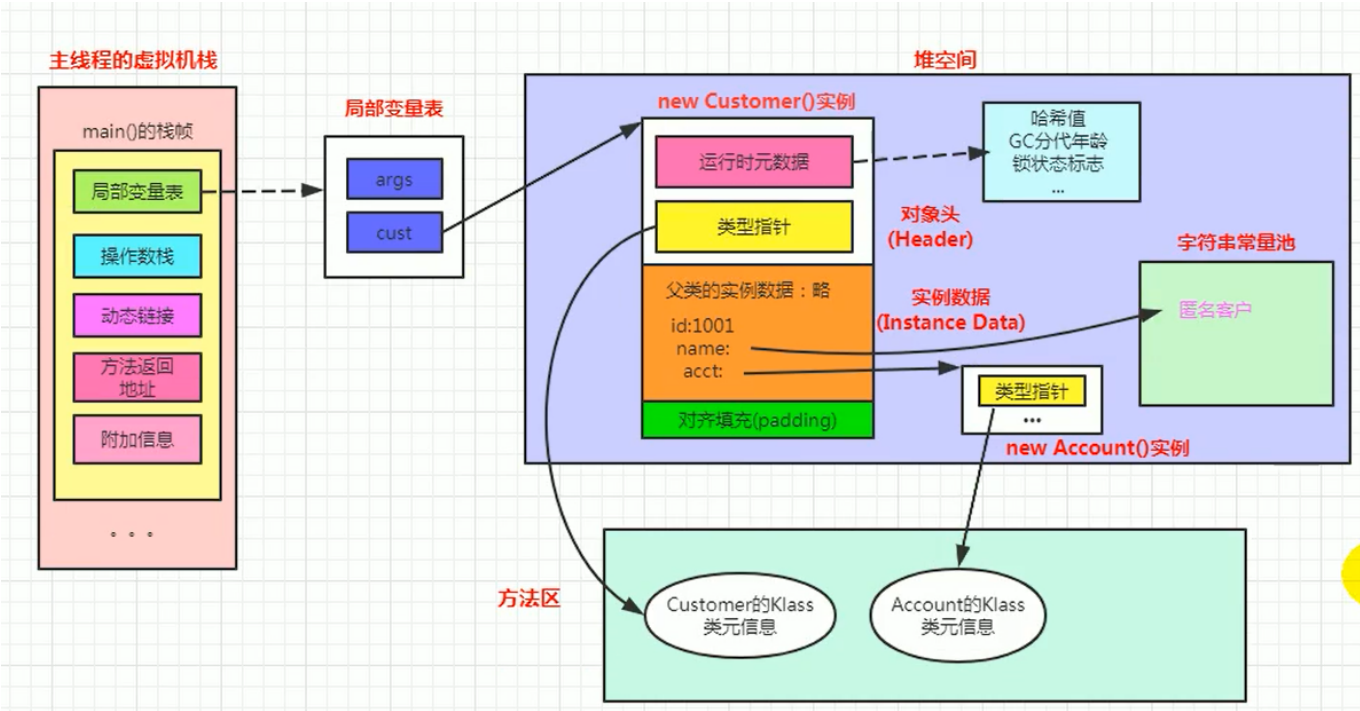 主线程的虚拟机栈
main()的栈帧
局部变量表
操作数栈
动态链接
方法返回
地址
附加信息
。。。
局部变量表
args
cust
堆空间
new Customer()实例
运行时元数据
类型指针
哈希值
GC分代年龄
锁状态标志
...
对象头
(Header)
父类的实例数据：略
id:1001
name:
acct:
实例数据
(Instance Data)
对齐填充(padding)
字符串常量池
匿名客户
类型指针
...
new Account()实例
方法区
Customer的Klass
类元信息
Account的Klass
类元信息